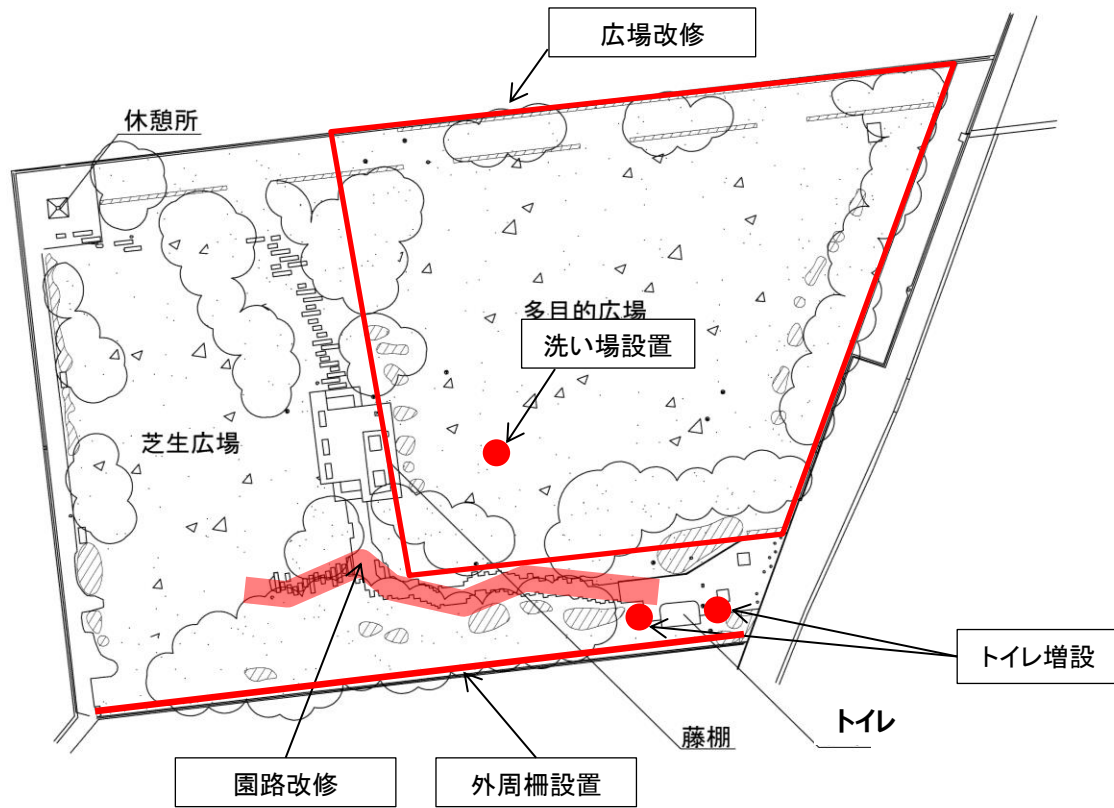 広場改修
休憩所
多目的広場
洗い場設置
芝生広場
トイレ増設
藤棚
トイレ
園路改修
外周柵設置